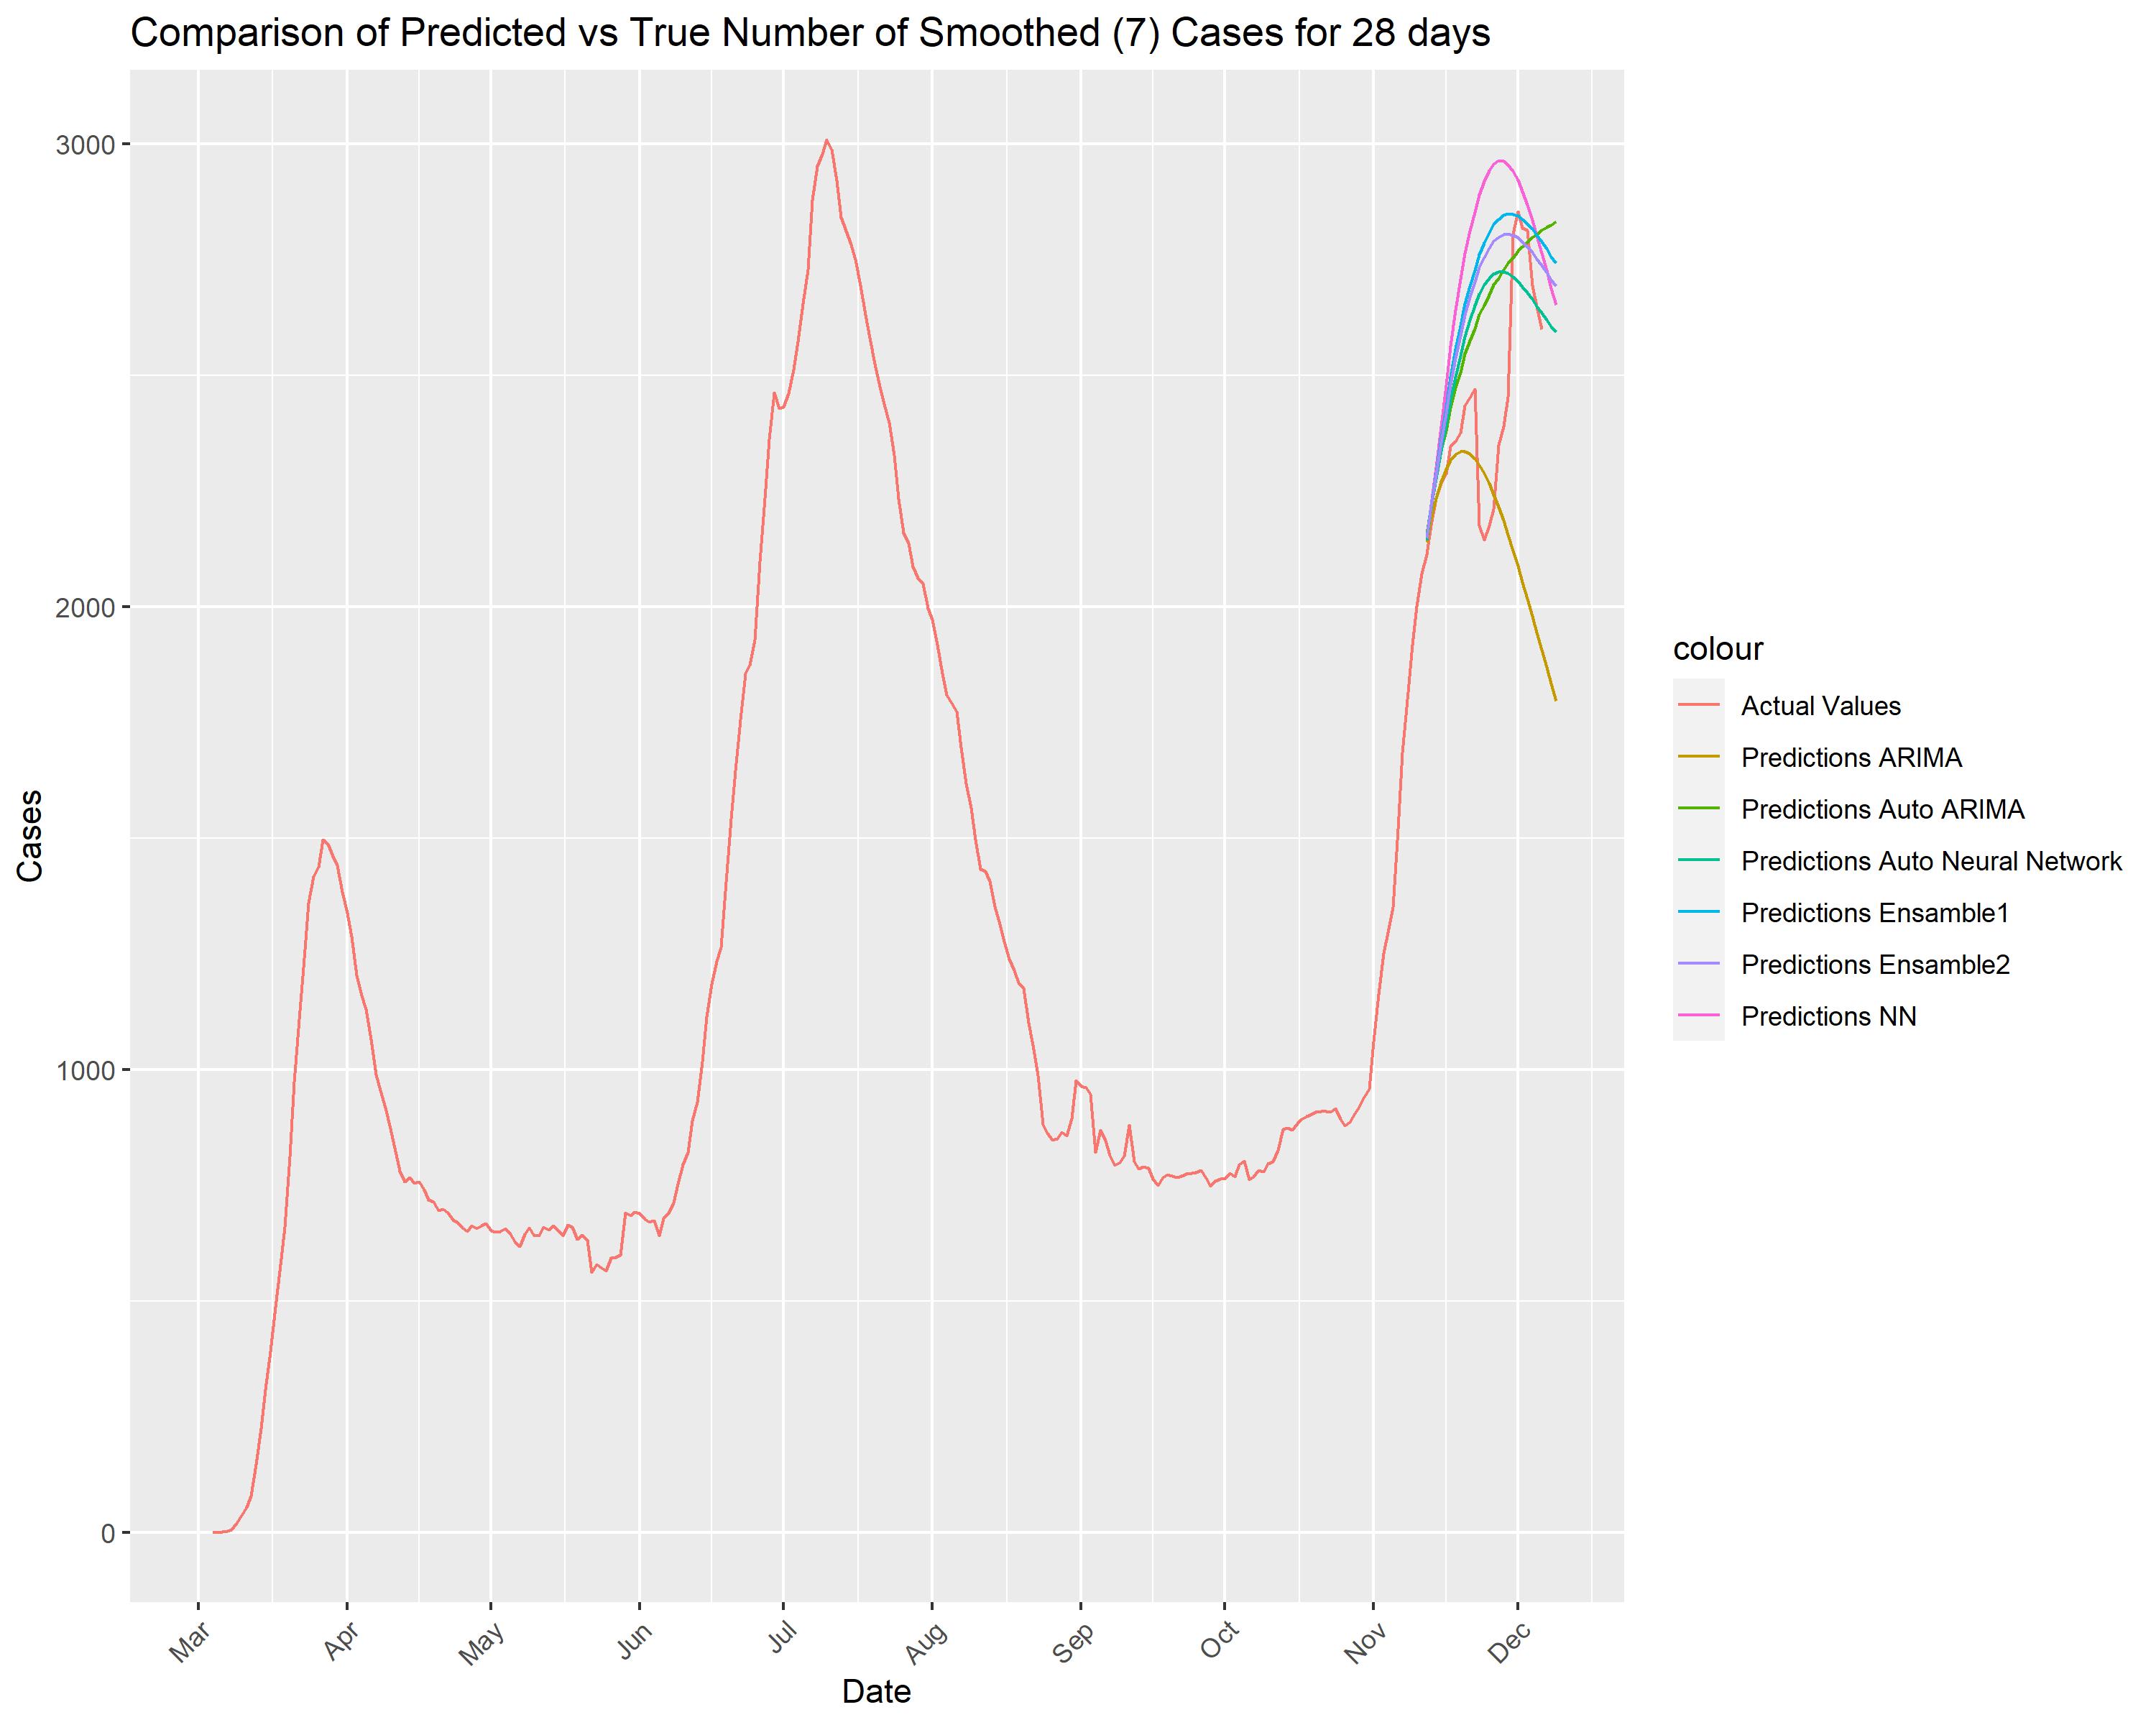 Comparison of Predicted vs True Number of Smoothed (7) Cases for 28 days
3000
2000
1000
0
Cases
Mar
Apr
May
Jun
Jul
Aug
Sep
Oct
Nov
Dec
Date
colour
Actual Values
Predictions ARIMA
Predictions Auto ARIMA
Predictions Auto Neural Network
Predictions Ensamble1
Predictions Ensamble2
Predictions NN